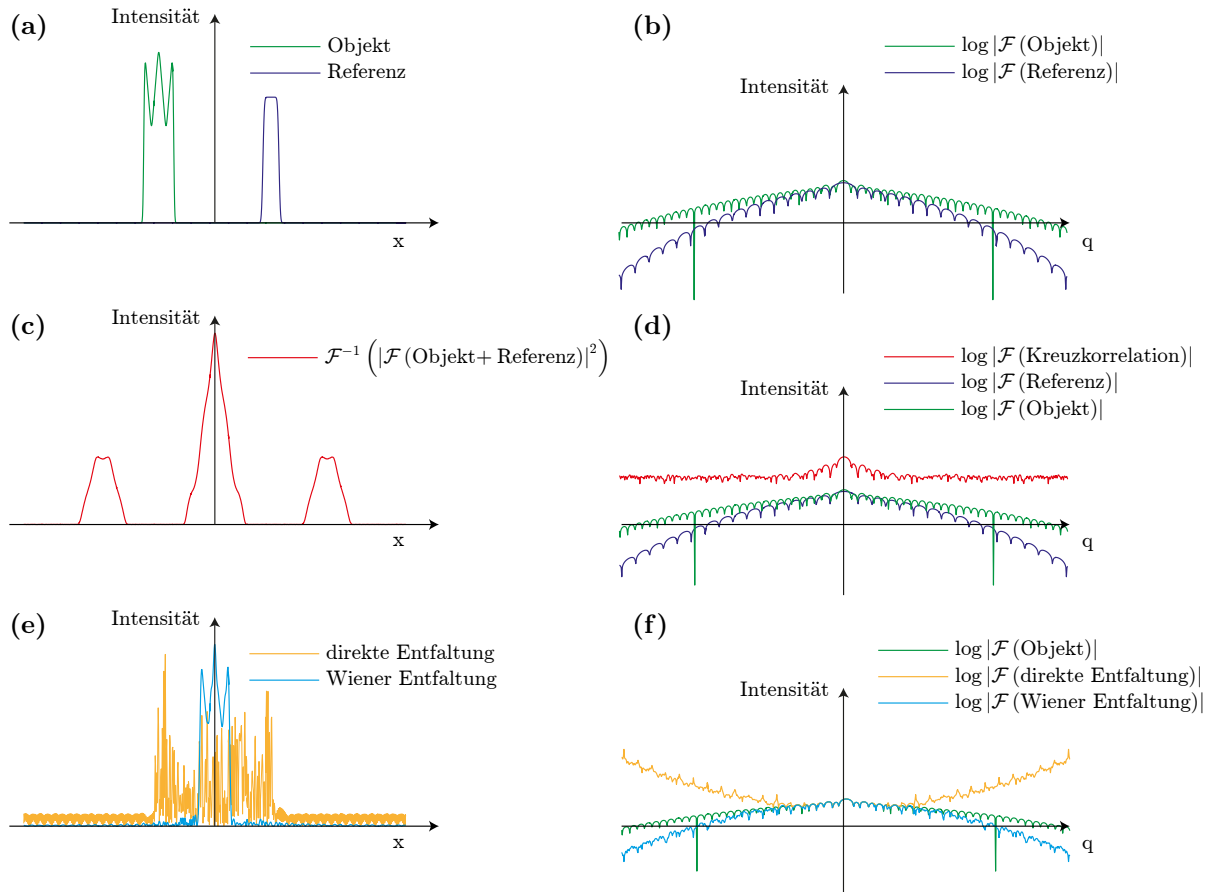 (a)
Intensität
Objekt
Referenz
x
(b)
log |F (Objekt)|
log |F (Referenz)|
Intensität
q
(c)
Intensität
F⁻¹ (|F (Objekt+ Referenz)|²)
x
(d)
log |F (Kreuzkorrelation)|
log |F (Referenz)|
log |F (Objekt)|
Intensität
q
(e)
Intensität
direkte Entfaltung
Wiener Entfaltung
x
(f)
log |F (Objekt)|
log |F (direkte Entfaltung)|
log |F (Wiener Entfaltung)|
Intensität
q